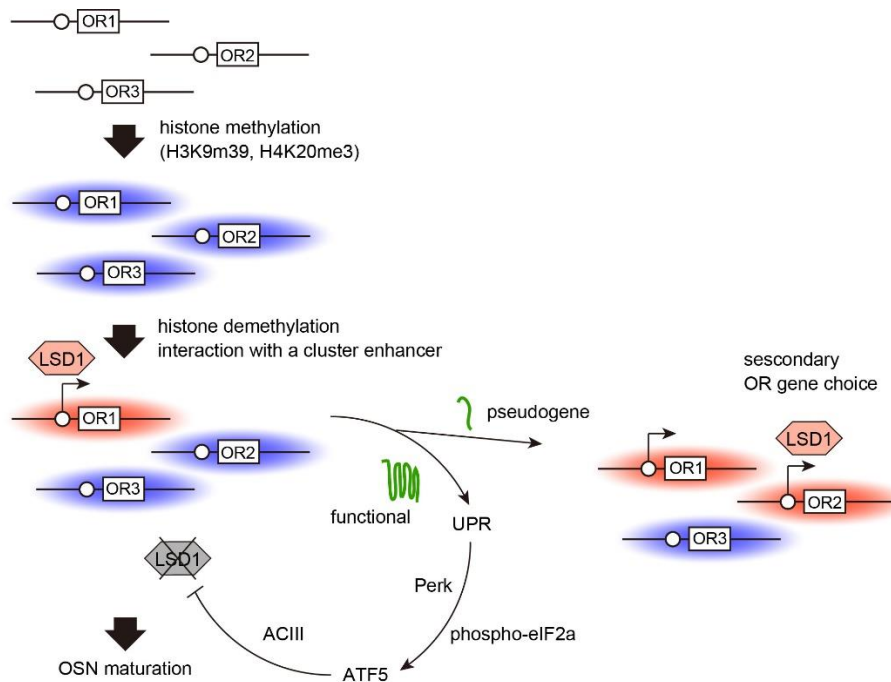 OR1
OR2
OR3
histone methylation
(H3K9m39, H4K20me3)
OR1
OR2
OR3
histone demethylation
interaction with a cluster enhancer
LSD1
OR1
OR2
OR3
pseudogene
functional
UPR
Perk
phospho-eIF2a
ATF5
ACIII
LSD1
OSN maturation
sescondary
OR gene choice
LSD1
OR1
OR2
OR3